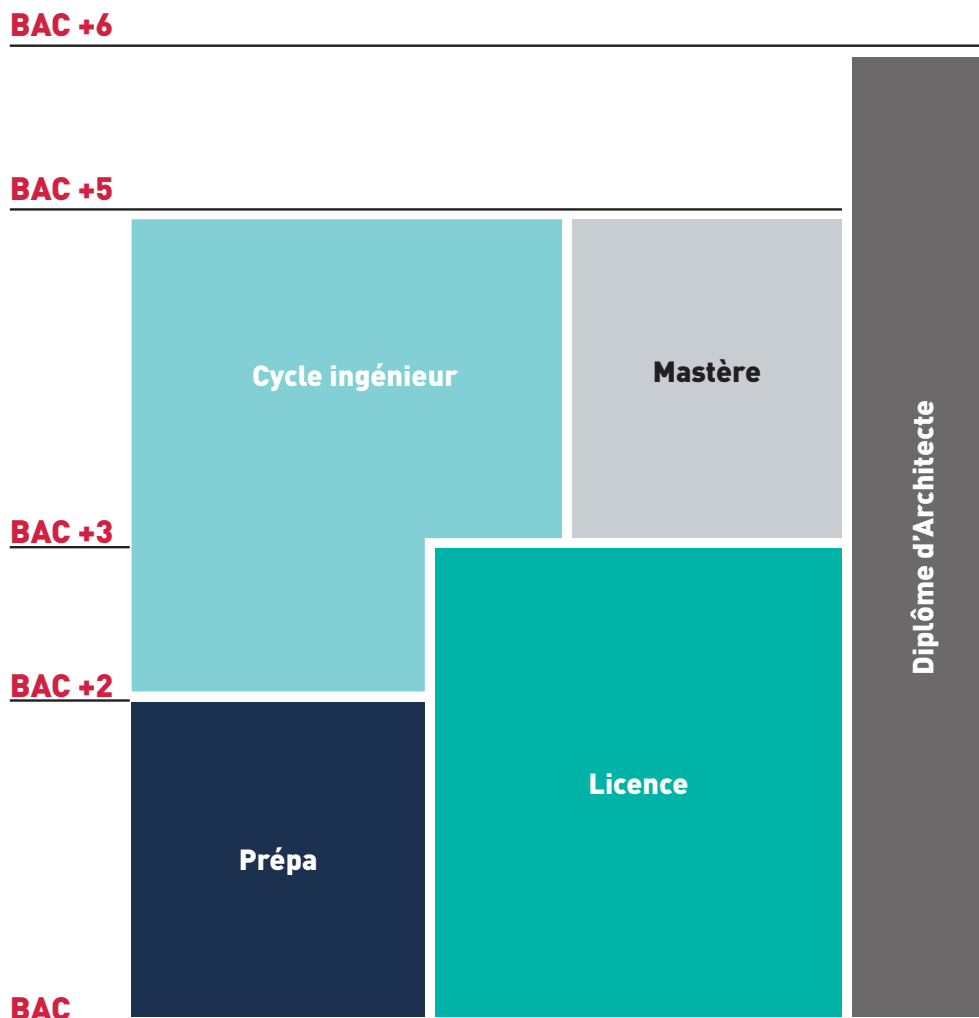 BAC +6
BAC +5
Cycle ingénieur
Mastère
Diplôme d'Architecte
BAC +3
BAC +2
Licence
Prépa
BAC